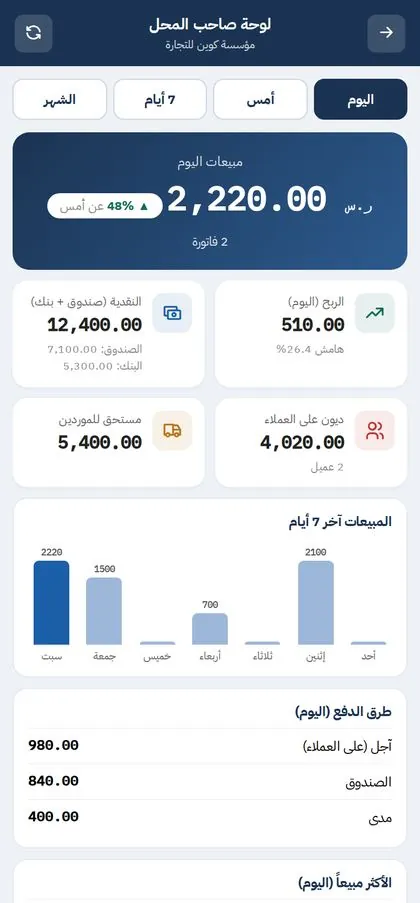 لوحة صاحب المحل
مؤسسة كوين للتجارة
اليوم
أمس
7 أيام
الشهر
مبيعات اليوم
ر.س 2,220.00
▲ 48% عن أمس
2 فاتورة
الربح (اليوم)
510.00
هامش 26.4%
النقدية (صندوق + بنك)
12,400.00
الصندوق: 7,100.00
البنك: 5,300.00
ديون على العملاء
4,020.00
2 عميل
مستحق للموردين
5,400.00
المبيعات آخر 7 أيام
2100
700
1500
2220
أحد
إثنين
ثلاثاء
أربعاء
خميس
جمعة
سبت
طرق الدفع (اليوم)
آجل (على العملاء) 980.00
الصندوق 840.00
مدى 400.00
الأكثر مبيعاً (اليوم)